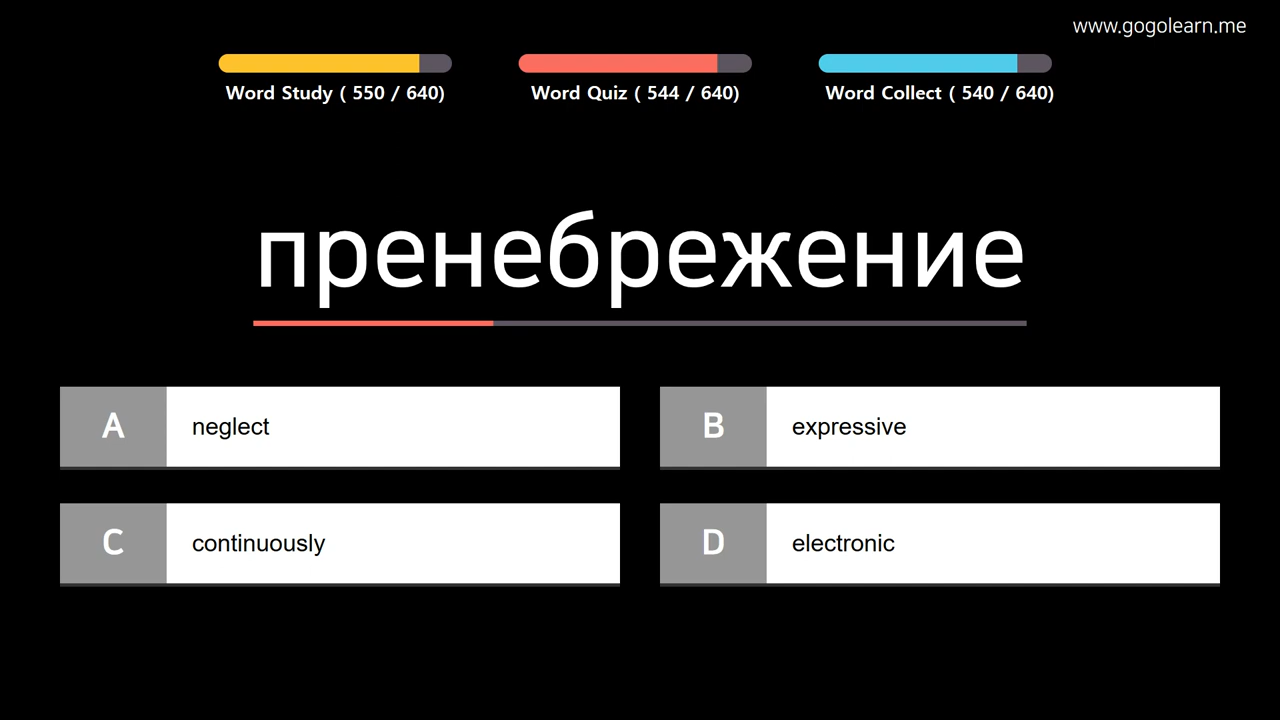 www.gogolearn.me
Word Study ( 550 / 640)
Word Quiz ( 544 / 640)
Word Collect ( 540 / 640)
пренебрежение
A neglect
B expressive
C continuously
D electronic